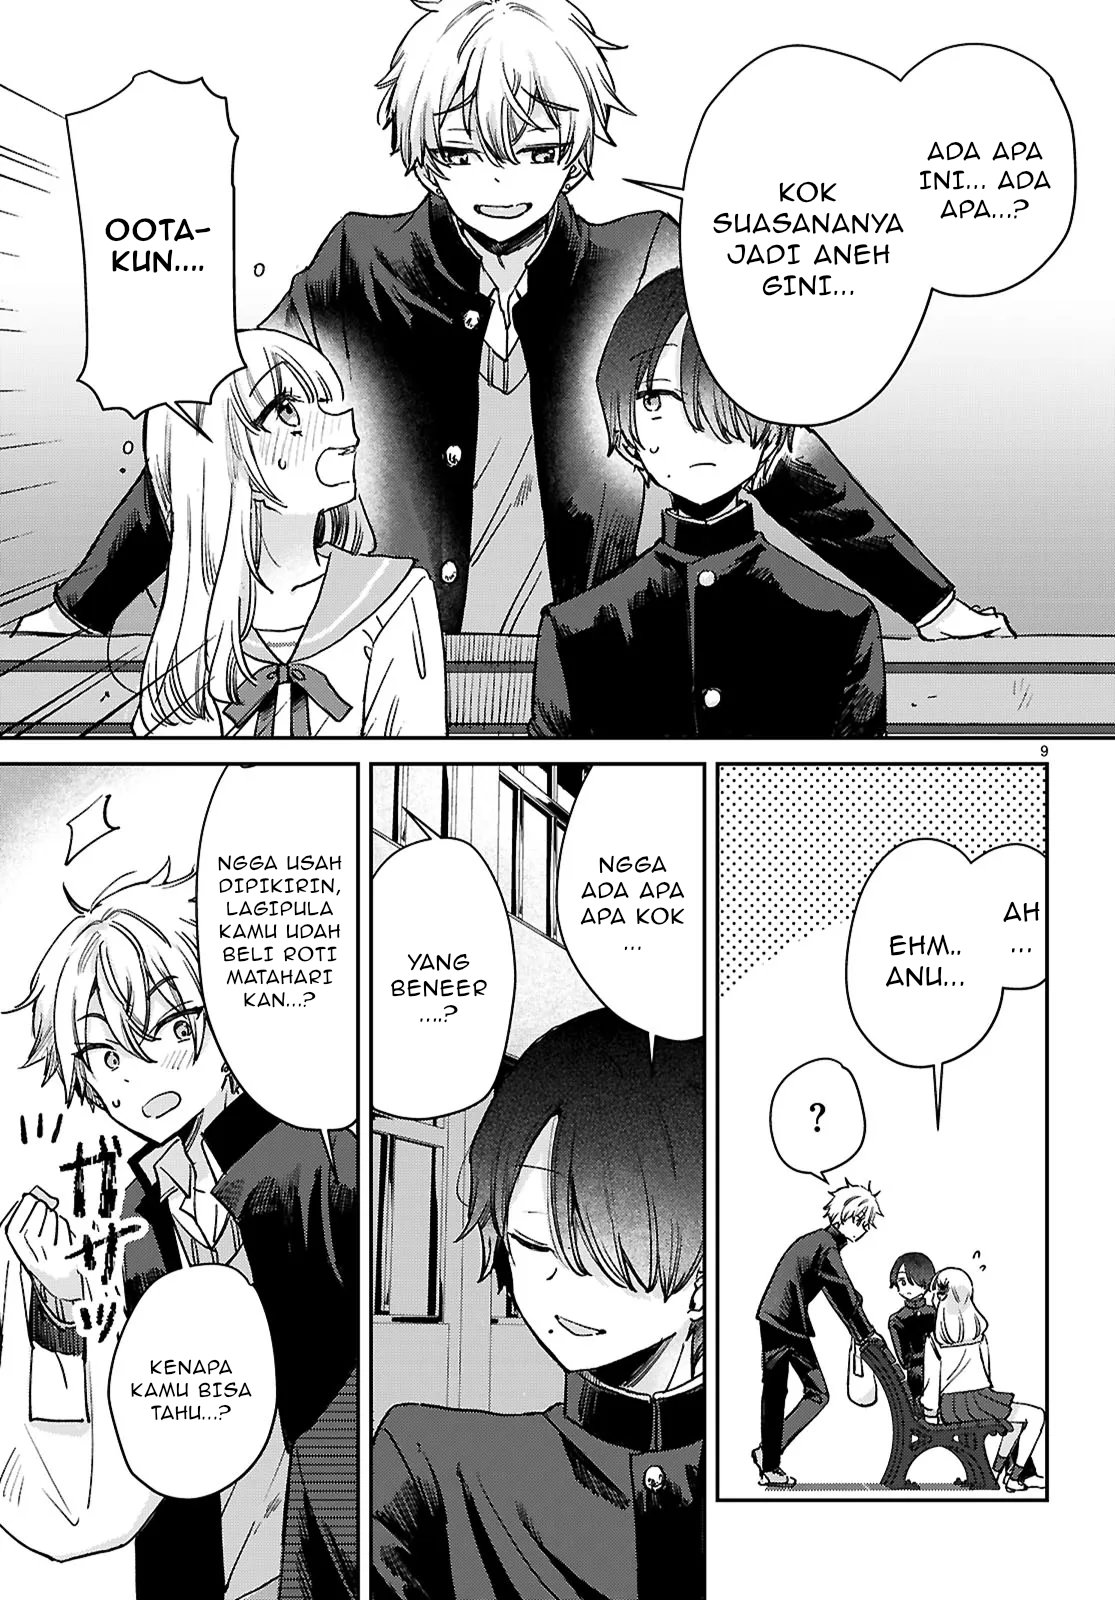 ADA APA
INI... ADA
APA...?
KOK
SUASANANYA
JADI ANEH
GINI...
OOTA-
KUN....
9
AH
...
EHM..
ANU...
?
NGGA
ADA APA
APA KOK
...
YANG
BENEER
....?
NGGA USAH
DIPIKIRIN,
LAGIPULA
KAMU UDAH
BELI ROTI
MATAHARI
KAN...?
KENAPA
KAMU BISA
TAHU...?